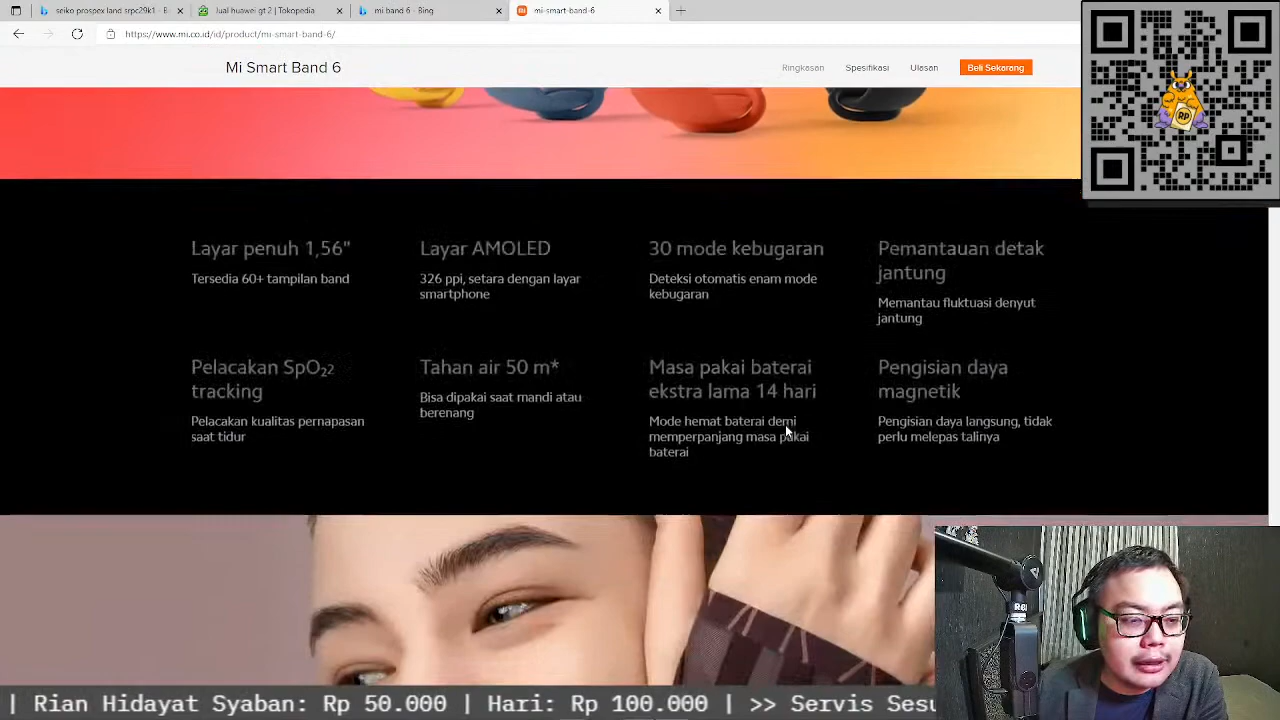 seiko prospex land srpc29k1 - B
Jual huawei gt 2 | Tokopedia
mi band 6 - Bing
mi-smart-band-6
https://www.mi.co.id/id/product/mi-smart-band-6/
Mi Smart Band 6
Ringkasan
Spesifikasi
Ulasan
Beli Sekarang
RP
Layar penuh 1,56"
Tersedia 60+ tampilan band
Layar AMOLED
326 ppi, setara dengan layar
smartphone
30 mode kebugaran
Deteksi otomatis enam mode
kebugaran
Pemantauan detak
jantung
Memantau fluktuasi denyut
jantung
Pelacakan SpO₂2
tracking
Pelacakan kualitas pernapasan
saat tidur
Tahan air 50 m*
Bisa dipakai saat mandi atau
berenang
Masa pakai baterai
ekstra lama 14 hari
Mode hemat baterai demi
memperpanjang masa pakai
baterai
Pengisian daya
magnetik
Pengisian daya langsung, tidak
perlu melepas talinya
| Rian Hidayat Syaban: Rp 50.000 | Hari: Rp 100.000 | >> Servis Sesu